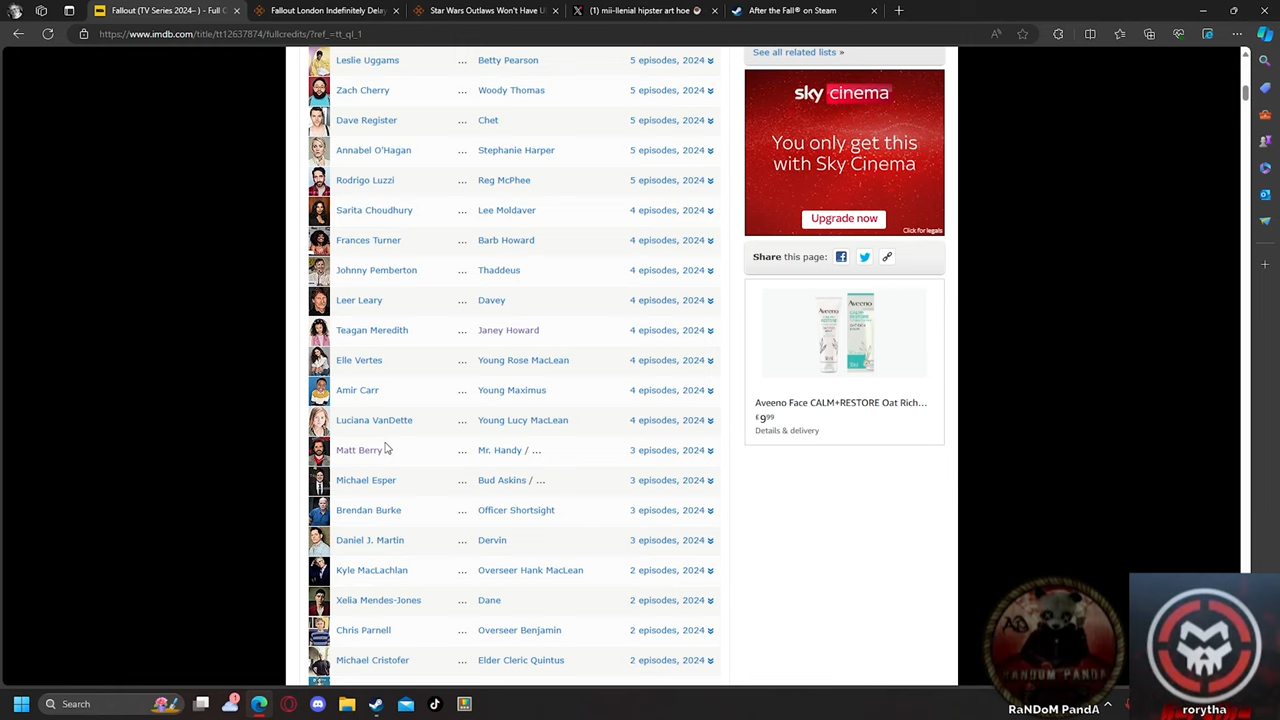 Fallout (TV Series 2024– ) - Full C
Fallout London Indefinitely Delay
Star Wars Outlaws Won't Have U
(1) mii-lenial hipster art hoe
After the Fall on Steam
https://www.imdb.com/title/tt12637874/fullcredits/?ref_=tt_ql_1
See all related lists »
Leslie Uggams ... Betty Pearson 5 episodes, 2024
Zach Cherry ... Woody Thomas 5 episodes, 2024
Dave Register ... Chet 5 episodes, 2024
Annabel O'Hagan ... Stephanie Harper 5 episodes, 2024
Rodrigo Luzzi ... Reg McPhee 5 episodes, 2024
Sarita Choudhury ... Lee Moldaver 4 episodes, 2024
Frances Turner ... Barb Howard 4 episodes, 2024
Johnny Pemberton ... Thaddeus 4 episodes, 2024
Leer Leary ... Davey 4 episodes, 2024
Teagan Meredith ... Janey Howard 4 episodes, 2024
Elle Vertes ... Young Rose MacLean 4 episodes, 2024
Amir Carr ... Young Maximus 4 episodes, 2024
Luciana VanDette ... Young Lucy MacLean 4 episodes, 2024
Matt Berry ... Mr. Handy / ... 3 episodes, 2024
Michael Esper ... Bud Askins / ... 3 episodes, 2024
Brendan Burke ... Officer Shortsight 3 episodes, 2024
Daniel J. Martin ... Dervin 3 episodes, 2024
Kyle MacLachlan ... Overseer Hank MacLean 2 episodes, 2024
Xelia Mendes-Jones ... Dane 2 episodes, 2024
Chris Parnell ... Overseer Benjamin 2 episodes, 2024
Michael Cristofer ... Elder Cleric Quintus 2 episodes, 2024
sky cinema
You only get this
with Sky Cinema
Upgrade now
Click for legals
Share this page:
Aveeno
Aveeno
Aveeno Face CALM+RESTORE Oat Rich...
£9.99
Details & delivery
RANDOM PANDA
Search
RANdoM PAndA
rorytha